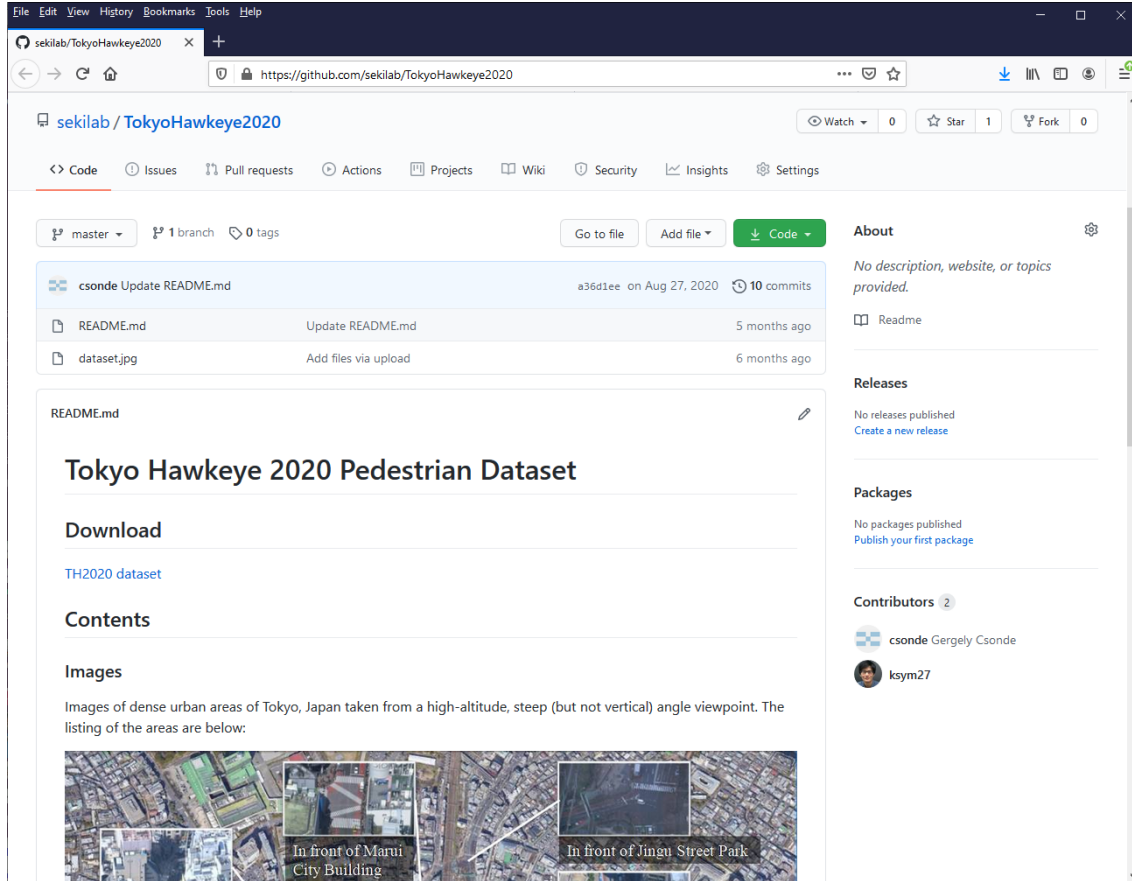 File Edit View History Bookmarks Tools Help
sekilab/TokyoHawkeye2020
https://github.com/sekilab/TokyoHawkeye2020
sekilab / TokyoHawkeye2020
Watch 0 Star 1 Fork 0
Code Issues Pull requests Actions Projects Wiki Security Insights Settings
master 1 branch 0 tags Go to file Add file Code
csonde Update README.md a36d1ee on Aug 27, 2020 10 commits
README.md Update README.md 5 months ago
dataset.jpg Add files via upload 6 months ago
README.md
Tokyo Hawkeye 2020 Pedestrian Dataset
Download
TH2020 dataset
Contents
Images
Images of dense urban areas of Tokyo, Japan taken from a high-altitude, steep (but not vertical) angle viewpoint. The
listing of the areas are below:
In front of Marui
City Building
In front of Jingu Street Park
About
No description, website, or topics
provided.
Readme
Releases
No releases published
Create a new release
Packages
No packages published
Publish your first package
Contributors 2
csonde Gergely Csonde
ksym27